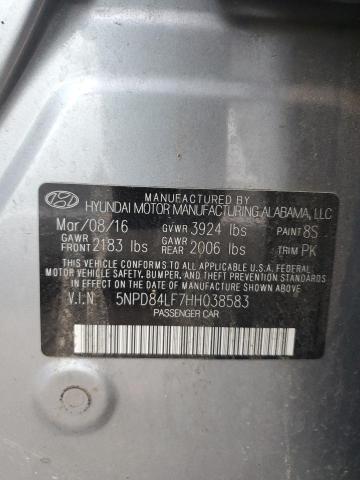 MANUFACTURED BY
HYUNDAI MOTOR MANUFACTURING ALABAMA, LLC
Mar/08/16 GVWR 3924 lbs PAINT 8S
GAWR FRONT 2183 lbs GAWR REAR 2006 lbs TRIM PK
THIS VEHICLE CONFORMS TO ALL APPLICABLE U.S.A. FEDERAL
MOTOR VEHICLE SAFETY, BUMPER, AND THEFT PREVENTION STANDARDS
IN EFFECT ON THE DATE OF MANUFACTURE SHOWN ABOVE.
V.I.N 5NPD84LF7HH038583
PASSENGER CAR